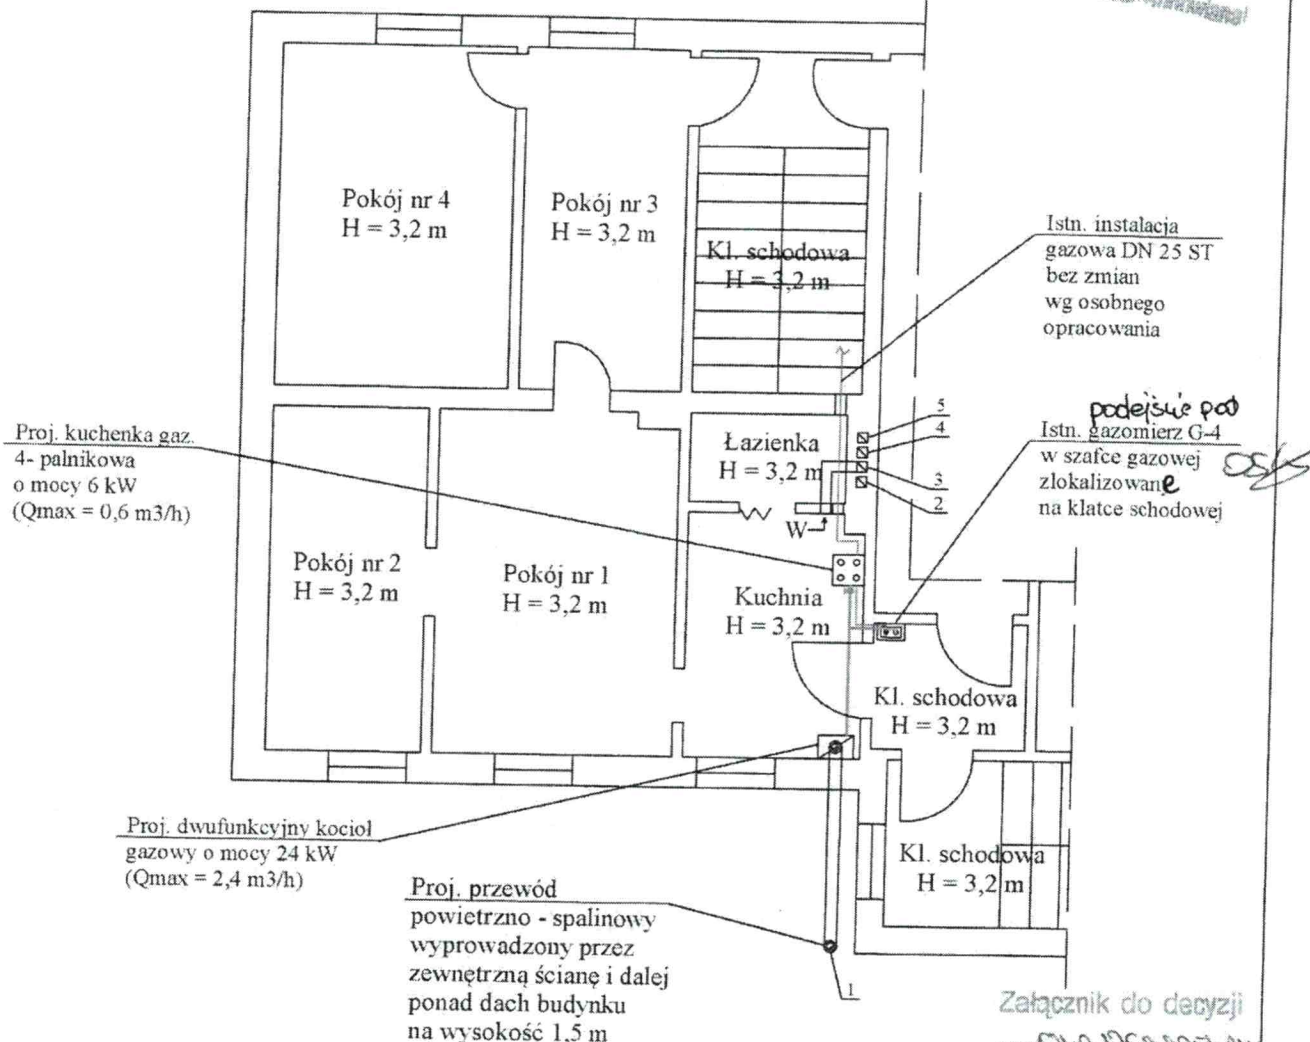 Pokój nr 4
H = 3,2 m
Pokój nr 3
H = 3,2 m
Kl. schodowa
H = 3,2 m
Istn. instalacja
gazowa DN 25 ST
bez zmian
wg osobnego
opracowania
Proj. kuchenka gaz.
4- palnikowa
o mocy 6 kW
(Qmax = 0,6 m3/h)
Łazienka
H = 3,2 m
5
4
3
2
W
podejście pod
Istn. gazomierz G-4
w szafce gazowej
zlokalizowane
na klatce schodowej
Pokój nr 2
H = 3,2 m
Pokój nr 1
H = 3,2 m
Kuchnia
H = 3,2 m
Kl. schodowa
H = 3,2 m
Proj. dwufunkcyjny kocioł
gazowy o mocy 24 kW
(Qmax = 2,4 m3/h)
Kl. schodowa
H = 3,2 m
Proj. przewód
powietrzno - spalinowy
wyprowadzony przez
zewnętrzną ścianę i dalej
ponad dach budynku
na wysokość 1,5 m
1
Załącznik do decyzji